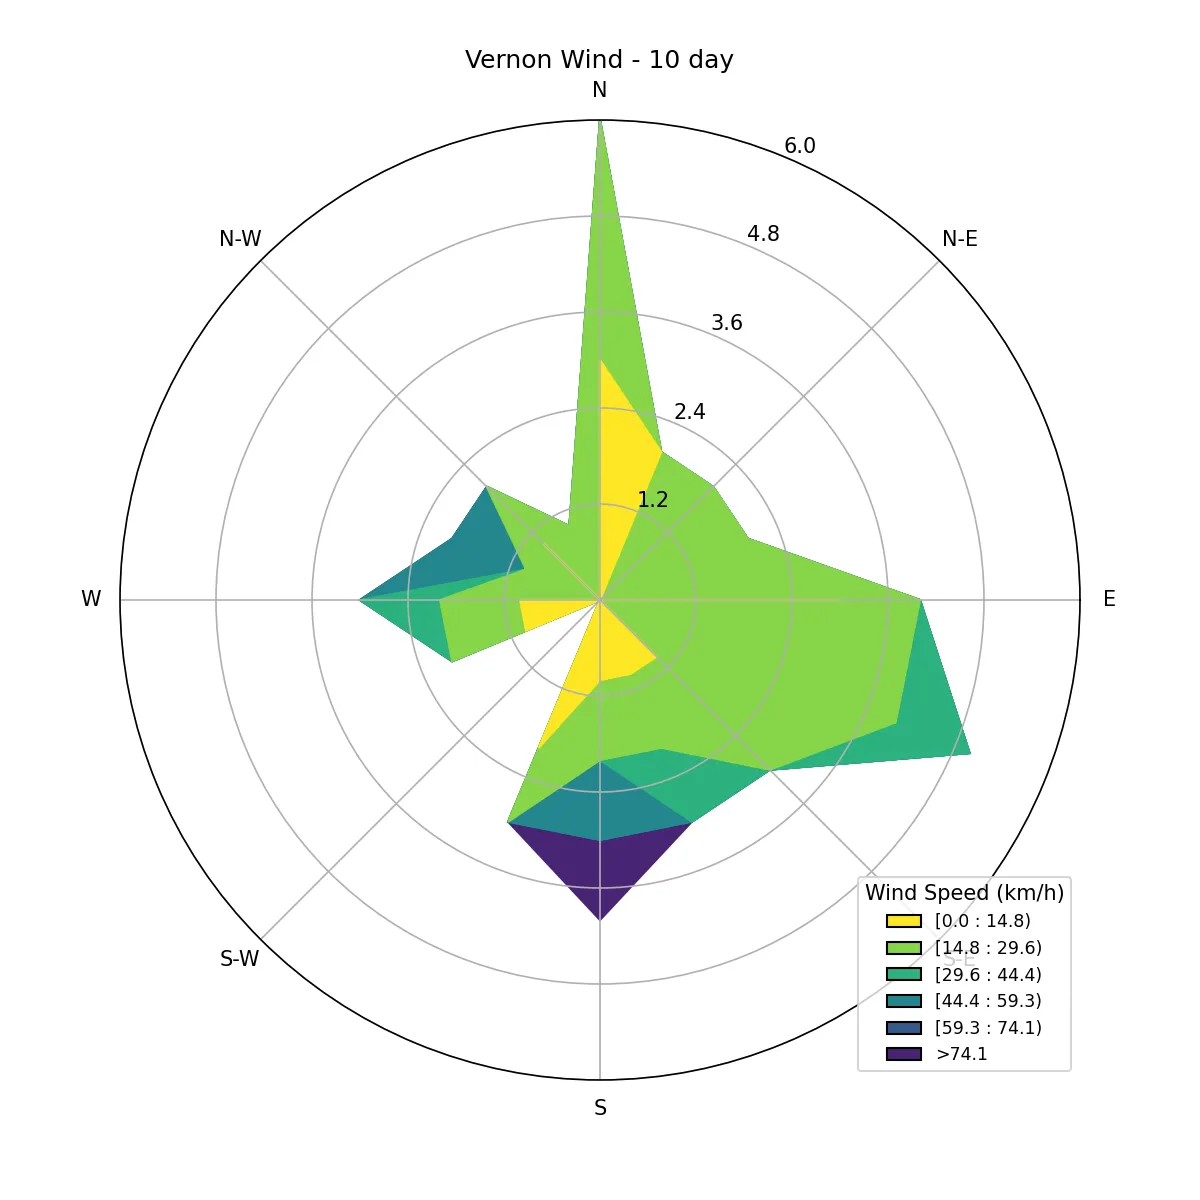 Vernon Wind - 10 day
N
6.0
N-W
4.8
N-E
3.6
2.4
1.2
W
E
Wind Speed (km/h)
[0.0 : 14.8)
[14.8 : 29.6)
S-W
S-E
[29.6 : 44.4)
[44.4 : 59.3)
[59.3 : 74.1)
>74.1
S